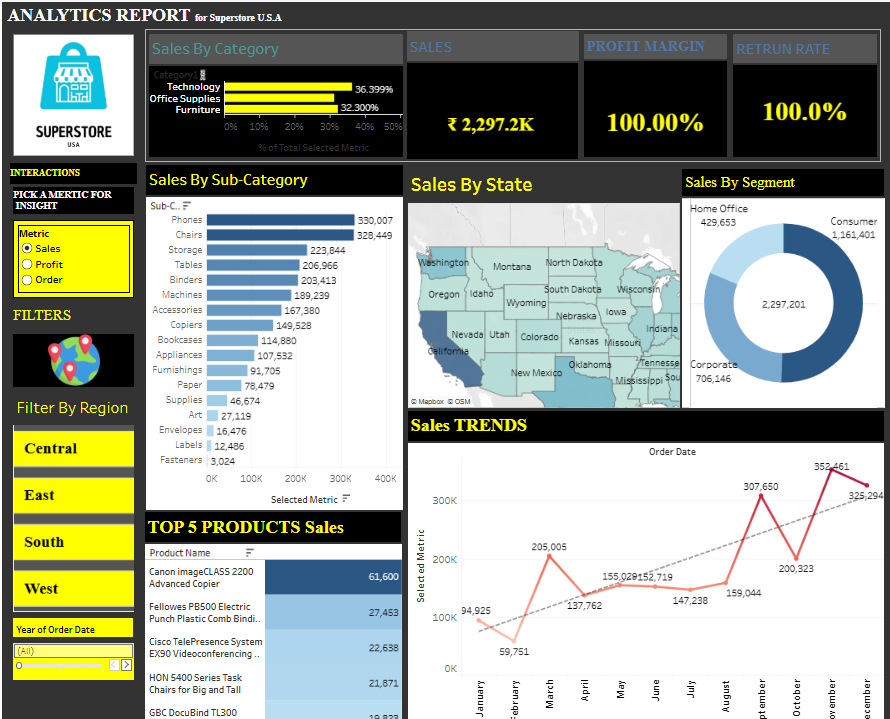 ANALYTICS REPORT for Superstore U.S.A
SUPERSTORE
USA
INTERACTIONS
PICK A MERTIC FOR
INSIGHT
Metric
Sales
Profit
Order
FILTERS
Filter By Region
Central
East
South
West
Year of Order Date
(All)
Sales By Category
Category1
Technology 36.399%
Office Supplies
Furniture 32.300%
0% 10% 20% 30% 40% 50%
% of Total Selected Metric
SALES
₹ 2,297.2K
PROFIT MARGIN
100.00%
RETRUN RATE
100.0%
Sales By Sub-Category
Sub-C..
Phones 330,007
Chairs 328,449
Storage 223,844
Tables 206,966
Binders 203,413
Machines 189,239
Accessories 167,380
Copiers 149,528
Bookcases 114,880
Appliances 107,532
Furnishings 91,705
Paper 78,479
Supplies 46,674
Art 27,119
Envelopes 16,476
Labels 12,486
Fasteners 3,024
0K 100K 200K 300K 400K
Selected Metric
Sales By State
Washington Montana North Dakota
Oregon Idaho South Dakota Wisconsin
Wyoming
Nebraska Iowa
Nevada Utah Colorado Kansas Missouri Indiana
California
New Mexico Oklahoma Tennesse
Mississippi Sou
© Mapbox © OSM
Sales By Segment
Home Office
429,653
Consumer
1,161,401
2,297,201
Corporate
706,146
TOP 5 PRODUCTS Sales
Product Name
Canon imageCLASS 2200
Advanced Copier 61,600
Fellowes PB500 Electric
Punch Plastic Comb Bindi.. 27,453
Cisco TelePresence System
EX90 Videoconferencing .. 22,638
HON 5400 Series Task
Chairs for Big and Tall 21,871
GBC DocuBind TL300 19,823
Sales TRENDS
Order Date
Selected Metric
300K
200K
100K
0K
94,925
59,751
205,005
137,762
155,029
152,719
147,238
159,044
307,650
200,323
352,461
325,294
January
February
March
April
May
June
July
August
eptember
October
ovember
ecember